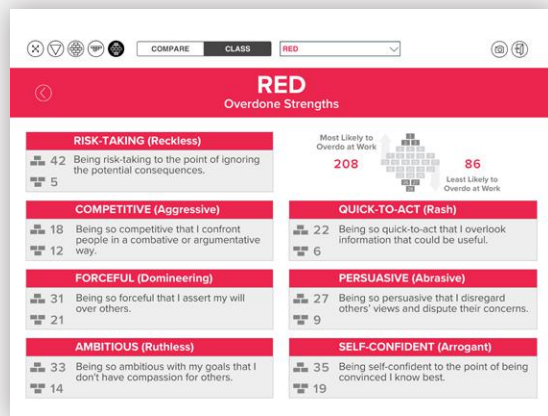 COMPARE CLASS RED
RED
Overdone Strengths
RISK-TAKING (Reckless)
42 Being risk-taking to the point of ignoring
the potential consequences.
5
Most Likely to
Overdo at Work
208
86
Least Likely to
Overdo at Work
COMPETITIVE (Aggressive)
18 Being so competitive that I confront
people in a combative or argumentative
12 way.
QUICK-TO-ACT (Rash)
22 Being so quick-to-act that I overlook
information that could be useful.
6
FORCEFUL (Domineering)
31 Being so forceful that I assert my will
over others.
21
PERSUASIVE (Abrasive)
27 Being so persuasive that I disregard
others' views and dispute their concerns.
9
AMBITIOUS (Ruthless)
33 Being so ambitious with my goals that I
don't have compassion for others.
14
SELF-CONFIDENT (Arrogant)
35 Being self-confident to the point of being
convinced I know best.
19